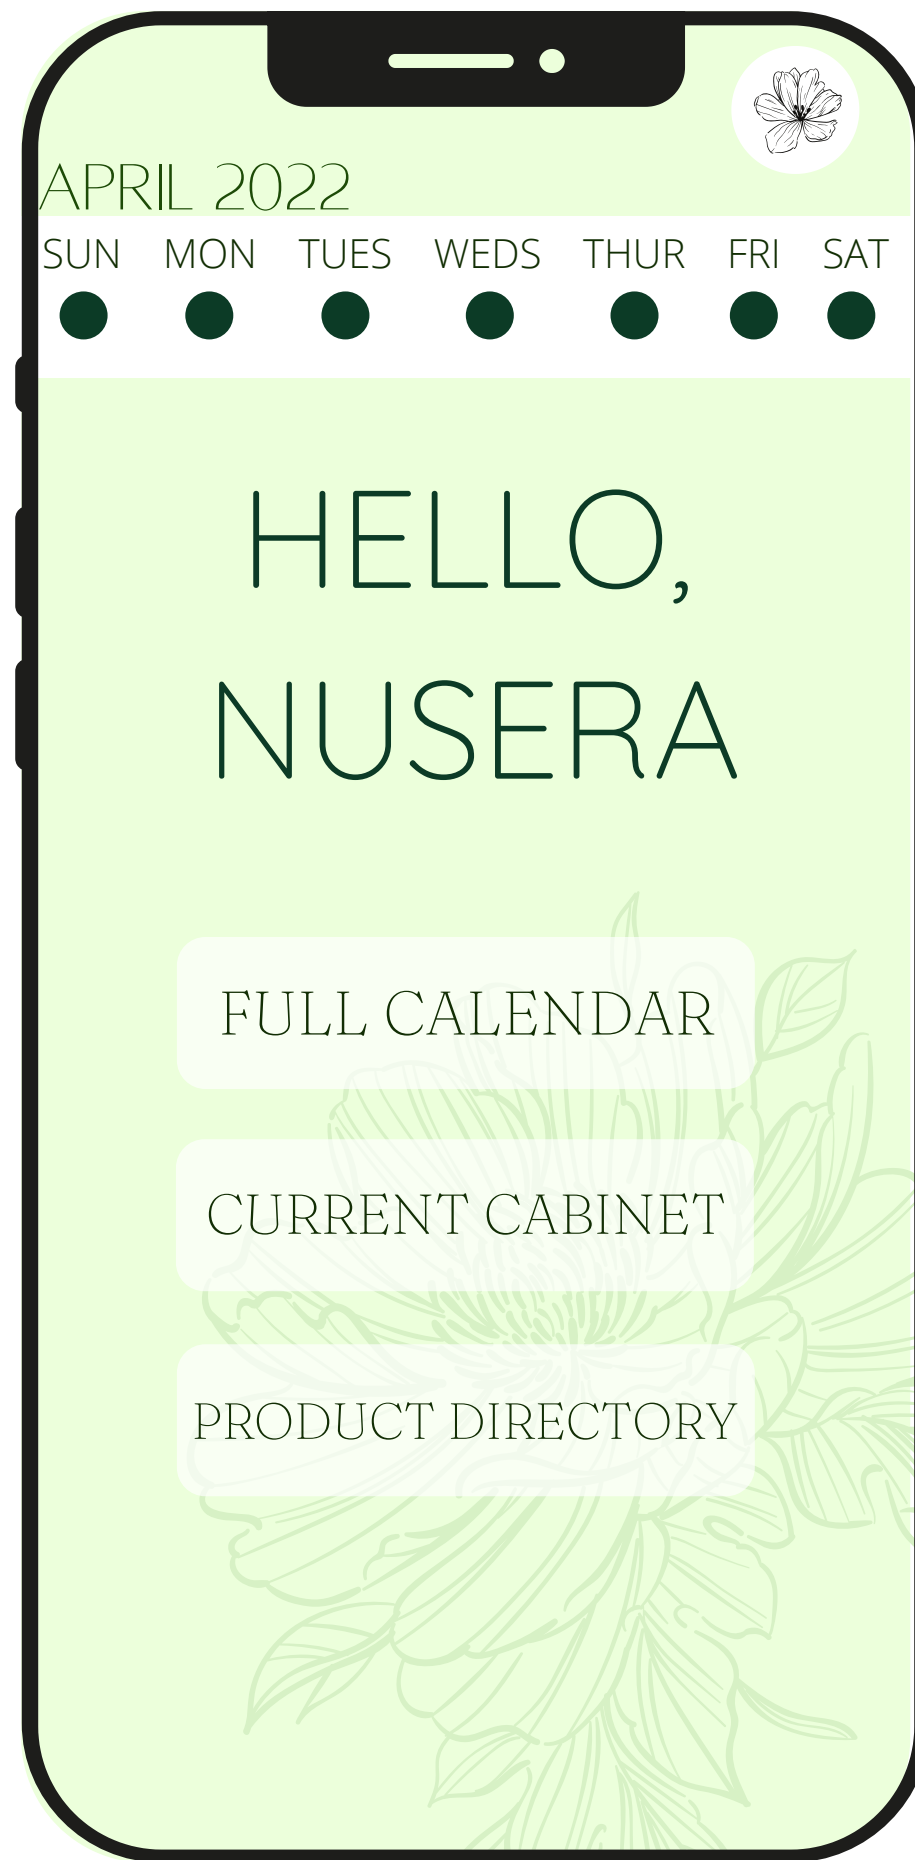 APRIL 2022
SUN MON TUES WEDS THUR FRI SAT
HELLO,
NUSERA
FULL CALENDAR
CURRENT CABINET
PRODUCT DIRECTORY